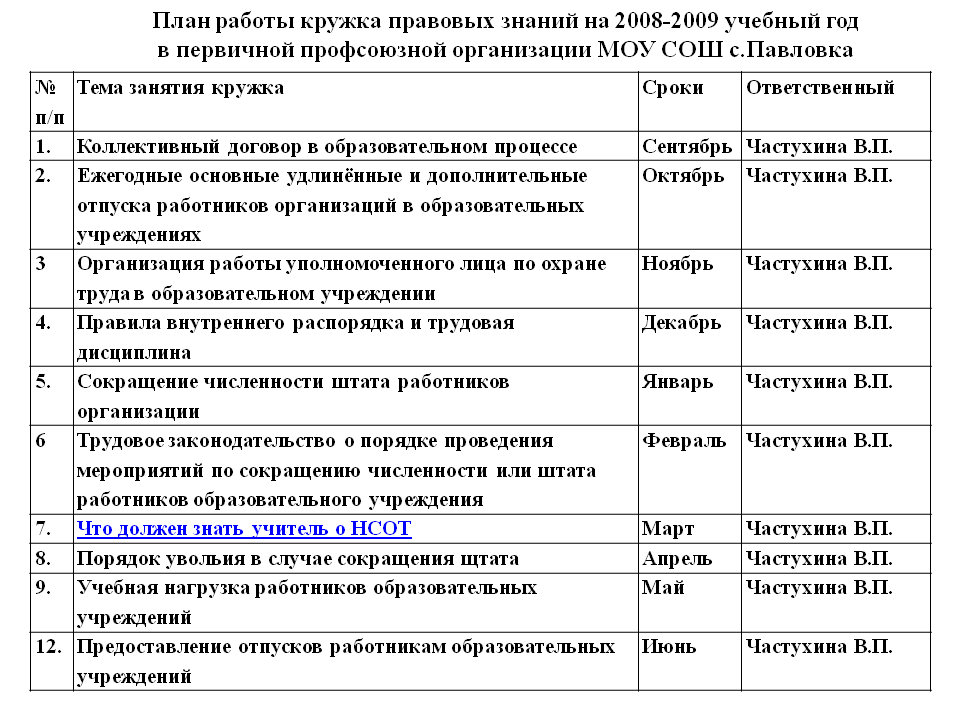 План работы кружка правовых знаний на 2008-2009 учебный год
в первичной профсоюзной организации МОУ СОШ с.Павловка
№ Тема занятия кружка Сроки Ответственный
п/п
1. Коллективный договор в образовательном процессе Сентябрь Частухина В.П.
2. Ежегодные основные удлинённые и дополнительные Октябрь Частухина В.П.
отпуска работников организаций в образовательных
учреждениях
3 Организация работы уполномоченного лица по охране Ноябрь Частухина В.П.
труда в образовательном учреждении
4. Правила внутреннего распорядка и трудовая Декабрь Частухина В.П.
дисциплина
5. Сокращение численности штата работников Январь Частухина В.П.
организации
6 Трудовое законодательство о порядке проведения Февраль Частухина В.П.
мероприятий по сокращению численности или штата
работников образовательного учреждения
7. Что должен знать учитель о НСОТ Март Частухина В.П.
8. Порядок уволья в случае сокращения щтата Апрель Частухина В.П.
9. Учебная нагрузка работников образовательных Май Частухина В.П.
учреждений
12. Предоставление отпусков работникам образовательных Июнь Частухина В.П.
учреждений